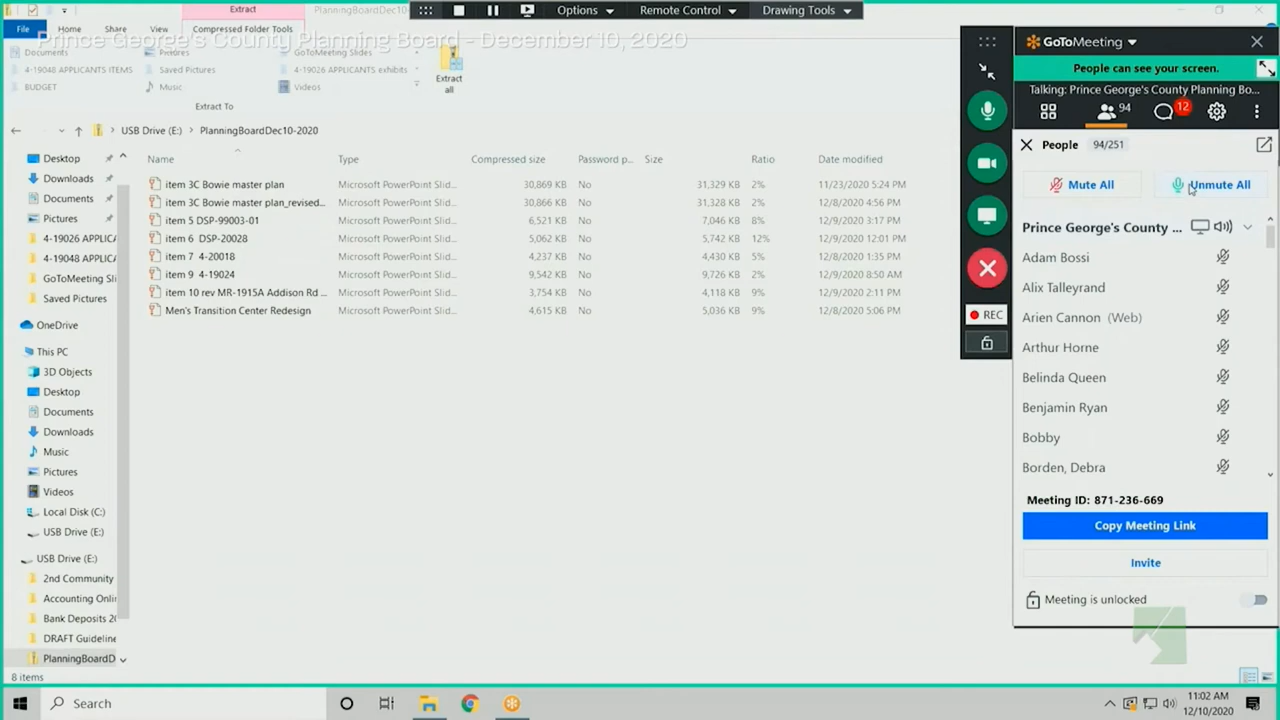 Extract
PlanningBoardDec10
Options
Remote Control
Drawing Tools
File
Home
Share
View
Compressed Folder Tools
Prince George's County Planning Board - December 10, 2020
Documents
Pictures
GoToMeeting Slides
4-19048 APPLICANTS ITEMS
Saved Pictures
4-19026 APPLICANTS exhibits
BUDGET
Music
Videos
Extract
all
Extract To
USB Drive (E:)
PlanningBoardDec10-2020
Name
Type
Compressed size
Password p...
Size
Ratio
Date modified
item 3C Bowie master plan
Microsoft PowerPoint Slid...
30,869 KB
No
31,329 KB
2%
11/23/2020 5:24 PM
item 3C Bowie master plan_revised...
Microsoft PowerPoint Slid...
30,866 KB
No
31,328 KB
2%
12/8/2020 4:56 PM
item 5 DSP-99003-01
Microsoft PowerPoint Slid...
6,521 KB
No
7,046 KB
8%
12/9/2020 3:17 PM
item 6 DSP-20028
Microsoft PowerPoint Slid...
5,062 KB
No
5,742 KB
12%
12/9/2020 12:01 PM
item 7 4-20018
Microsoft PowerPoint Slid...
4,237 KB
No
4,430 KB
5%
12/8/2020 1:35 PM
item 9 4-19024
Microsoft PowerPoint Slid...
9,542 KB
No
9,726 KB
2%
12/9/2020 8:50 AM
item 10 rev MR-1915A Addison Rd ...
Microsoft PowerPoint Slid...
3,754 KB
No
4,118 KB
9%
12/9/2020 2:11 PM
Men's Transition Center Redesign
Microsoft PowerPoint Slid...
4,615 KB
No
5,036 KB
9%
12/8/2020 5:06 PM
Desktop
Downloads
Documents
Pictures
4-19026 APPLICA
4-19048 APPLICA
GoToMeeting Sli
Saved Pictures
OneDrive
This PC
3D Objects
Desktop
Documents
Downloads
Music
Pictures
Videos
Local Disk (C:)
USB Drive (E:)
USB Drive (E:)
2nd Community
Accounting Onli
Bank Deposits 20
DRAFT Guideline
PlanningBoardD
8 items
REC
GoToMeeting
People can see your screen.
Talking: Prince George's County Planning Bo...
94
12
People
94/251
Mute All
Unmute All
Prince George's County ...
Adam Bossi
Alix Talleyrand
Arien Cannon (Web)
Arthur Horne
Belinda Queen
Benjamin Ryan
Bobby
Borden, Debra
Meeting ID: 871-236-669
Copy Meeting Link
Invite
Meeting is unlocked
Search
11:02 AM
12/10/2020